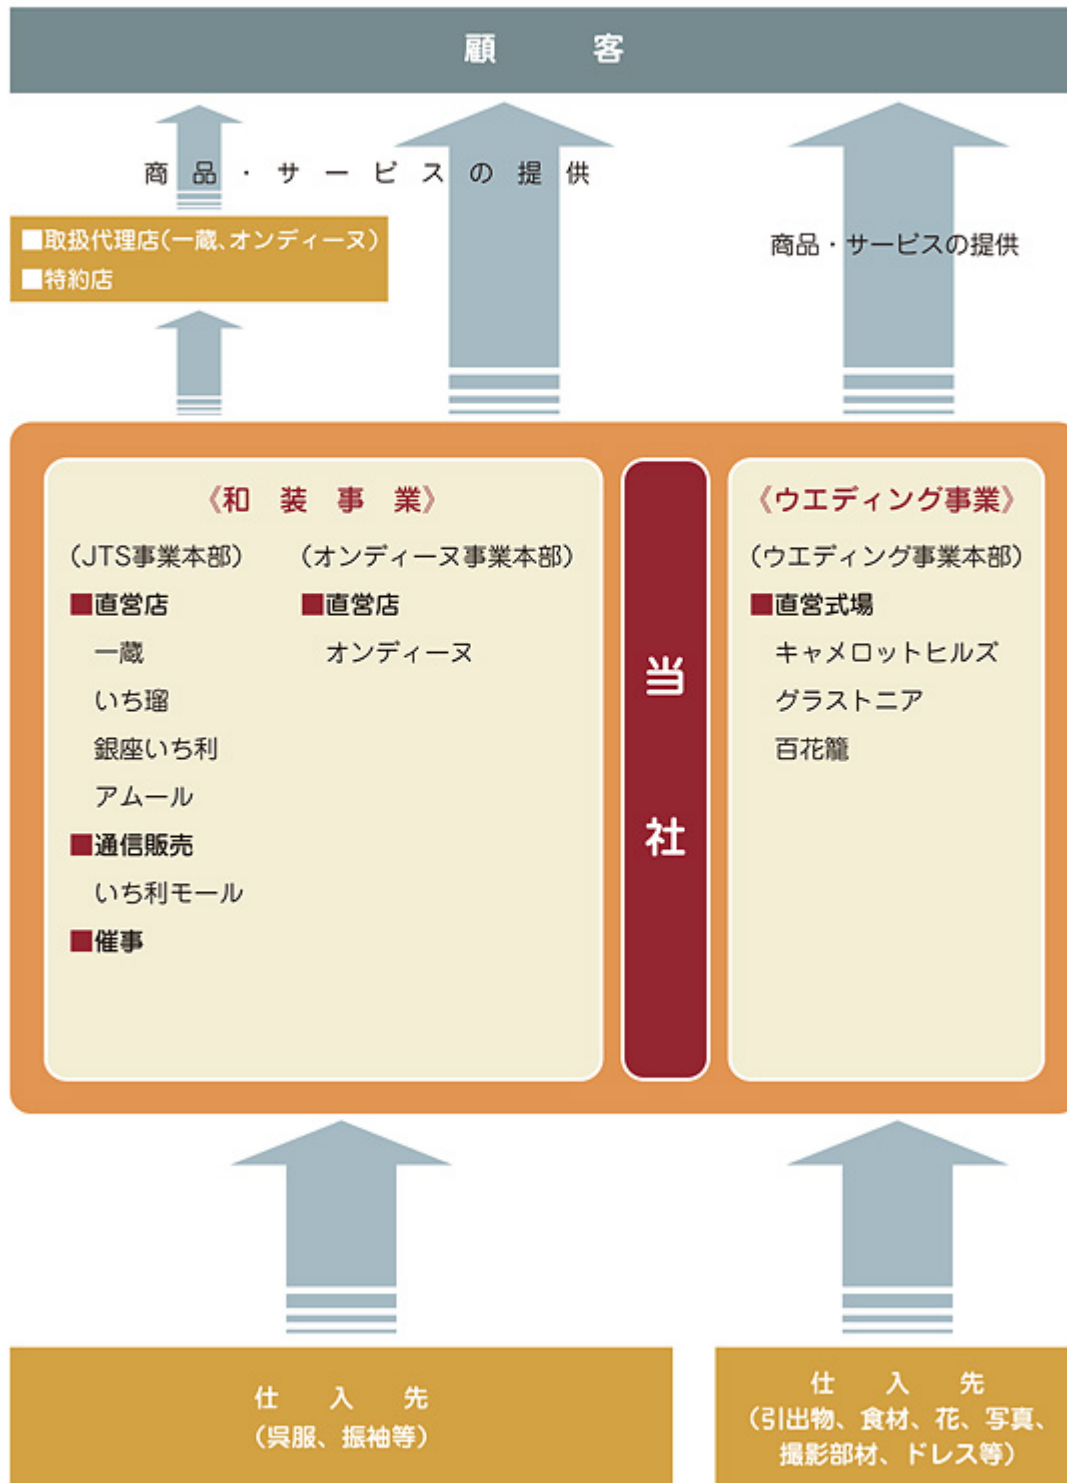 顧客
商品・サービスの提供
■取扱代理店(一蔵、オンディーヌ)
■特約店
商品・サービスの提供
《和装事業》
(JTS事業本部)
■直営店
一蔵
いち瑠
銀座いち利
アムール
■通信販売
いち利モール
■催事
(オンディーヌ事業本部)
■直営店
オンディーヌ
当社
《ウエディング事業》
(ウエディング事業本部)
■直営式場
キャメロットヒルズ
グラストニア
百花籠
仕入先
(呉服、振袖等)
仕入先
(引出物、食材、花、写真、
撮影部材、ドレス等)